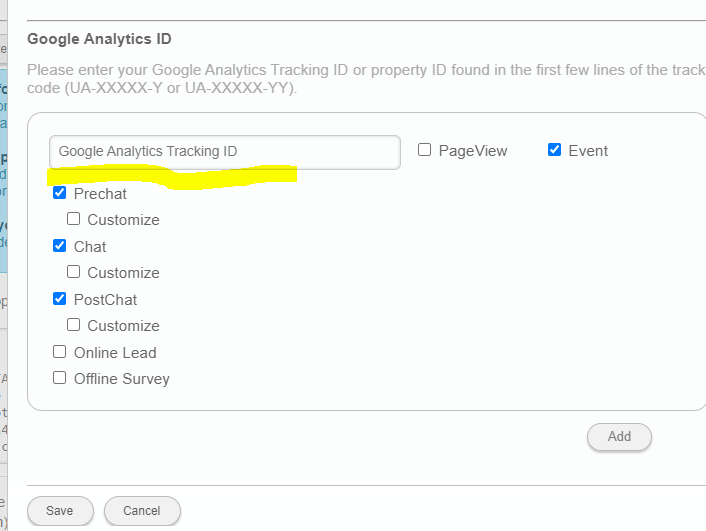 Google Analytics ID
Please enter your Google Analytics Tracking ID or property ID found in the first few lines of the track
code (UA-XXXXX-Y or UA-XXXXX-YY).
Google Analytics Tracking ID PageView Event
Prechat
Customize
Chat
Customize
PostChat
Customize
Online Lead
Offline Survey
Add
Save Cancel